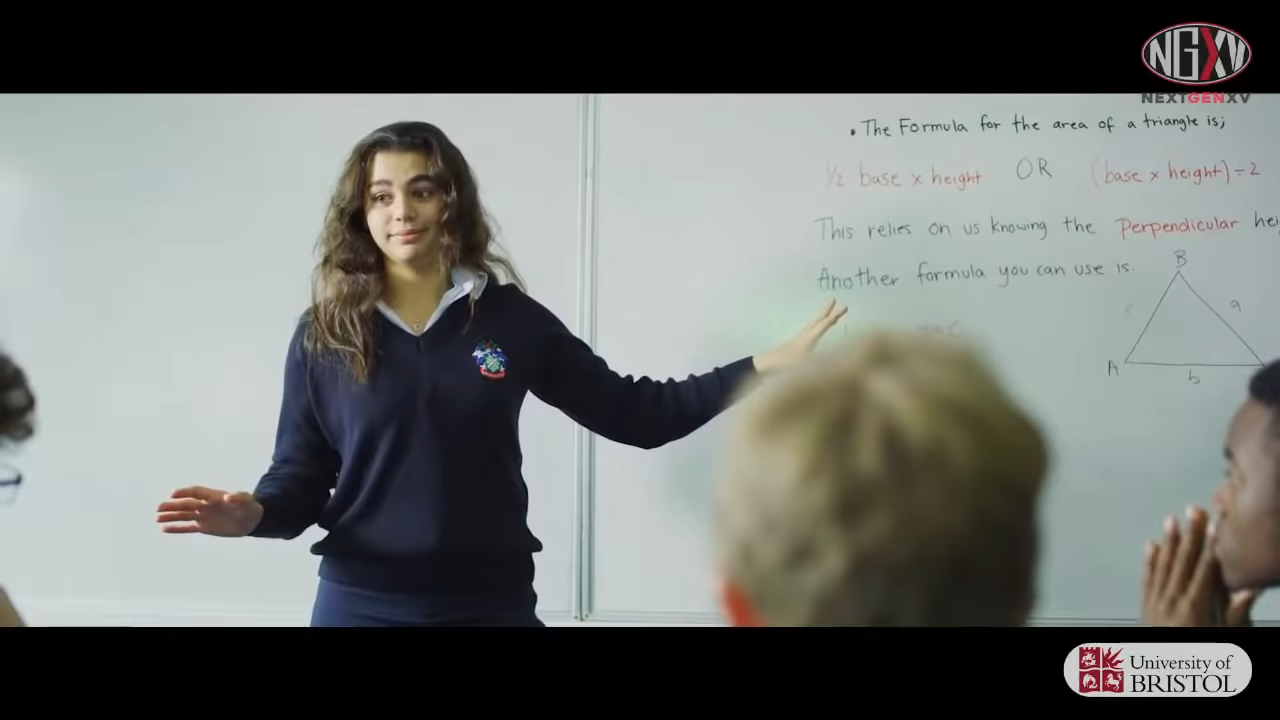 NGXV
NEXTGENXV
• The Formula for the area of a triangle is;
½ base x height OR (base x height) ÷ 2
This relies on us knowing the Perpendicular hei
Another formula you can use is:
B
a
A
b
University of
BRISTOL